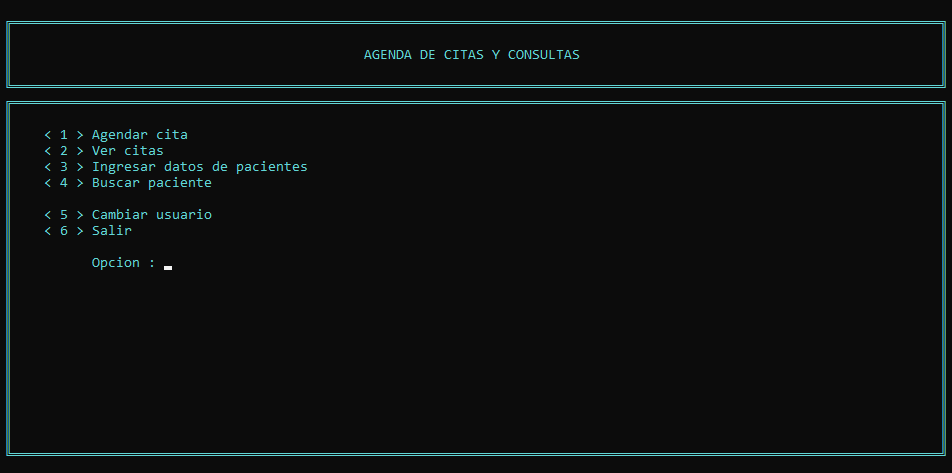 AGENDA DE CITAS Y CONSULTAS
< 1 > Agendar cita
< 2 > Ver citas
< 3 > Ingresar datos de pacientes
< 4 > Buscar paciente
< 5 > Cambiar usuario
< 6 > Salir
Opcion :